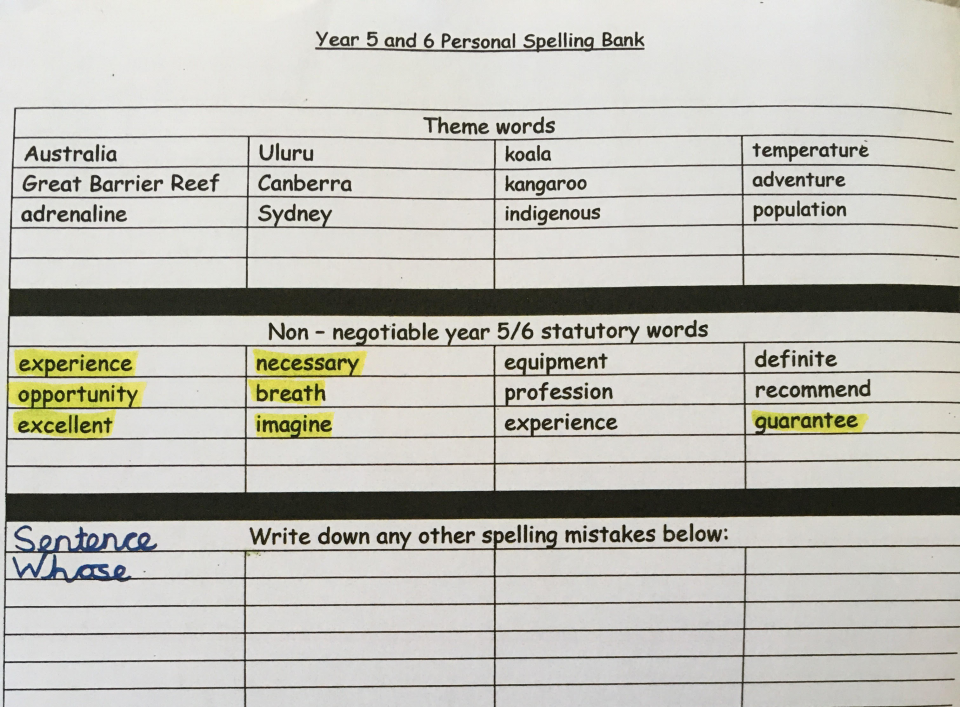 Year 5 and 6 Personal Spelling Bank
Theme words
Australia Uluru koala temperature
Great Barrier Reef Canberra kangaroo adventure
adrenaline Sydney indigenous population
Non – negotiable year 5/6 statutory words
experience necessary equipment definite
opportunity breath profession recommend
excellent imagine experience guarantee
Sentence Write down any other spelling mistakes below:
Whose